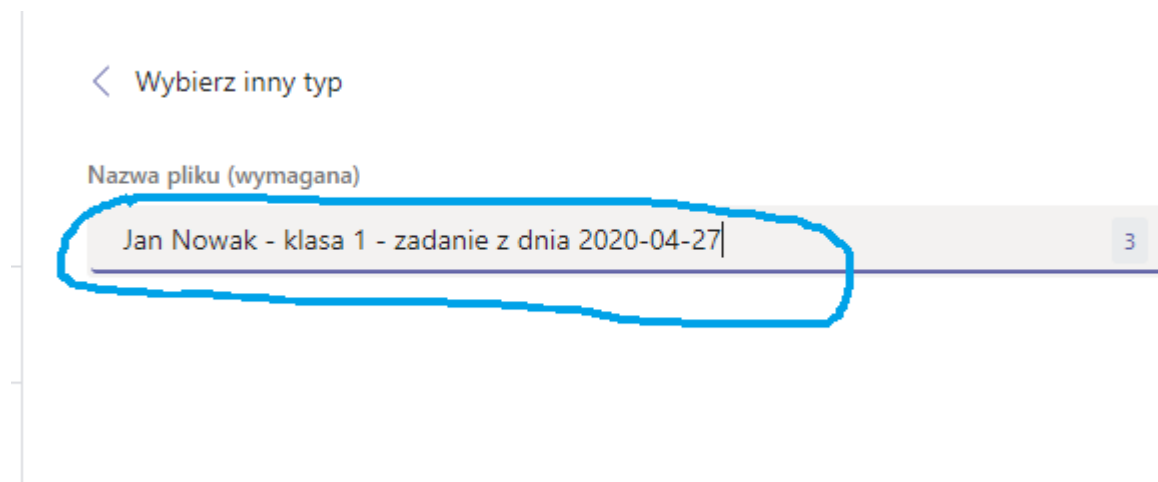 Wybierz inny typ
Nazwa pliku (wymagana)
Jan Nowak - klasa 1 - zadanie z dnia 2020-04-27 3